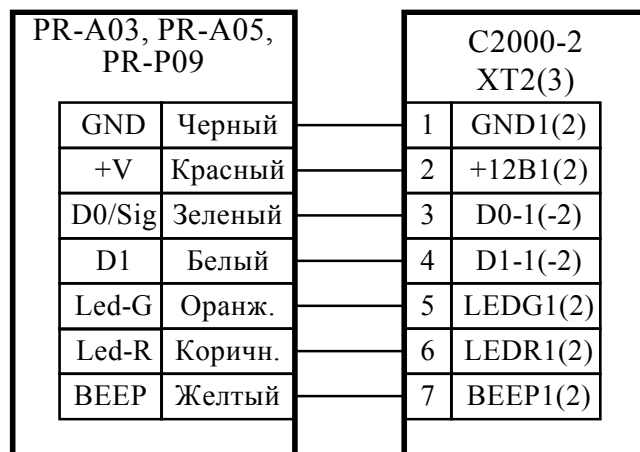 PR-A03, PR-A05,
PR-P09
C2000-2
XT2(3)
GND Черный 1 GND1(2)
+V Красный 2 +12В1(2)
D0/Sig Зеленый 3 D0-1(-2)
D1 Белый 4 D1-1(-2)
Led-G Оранж. 5 LEDG1(2)
Led-R Коричн. 6 LEDR1(2)
BEEP Желтый 7 BEEP1(2)